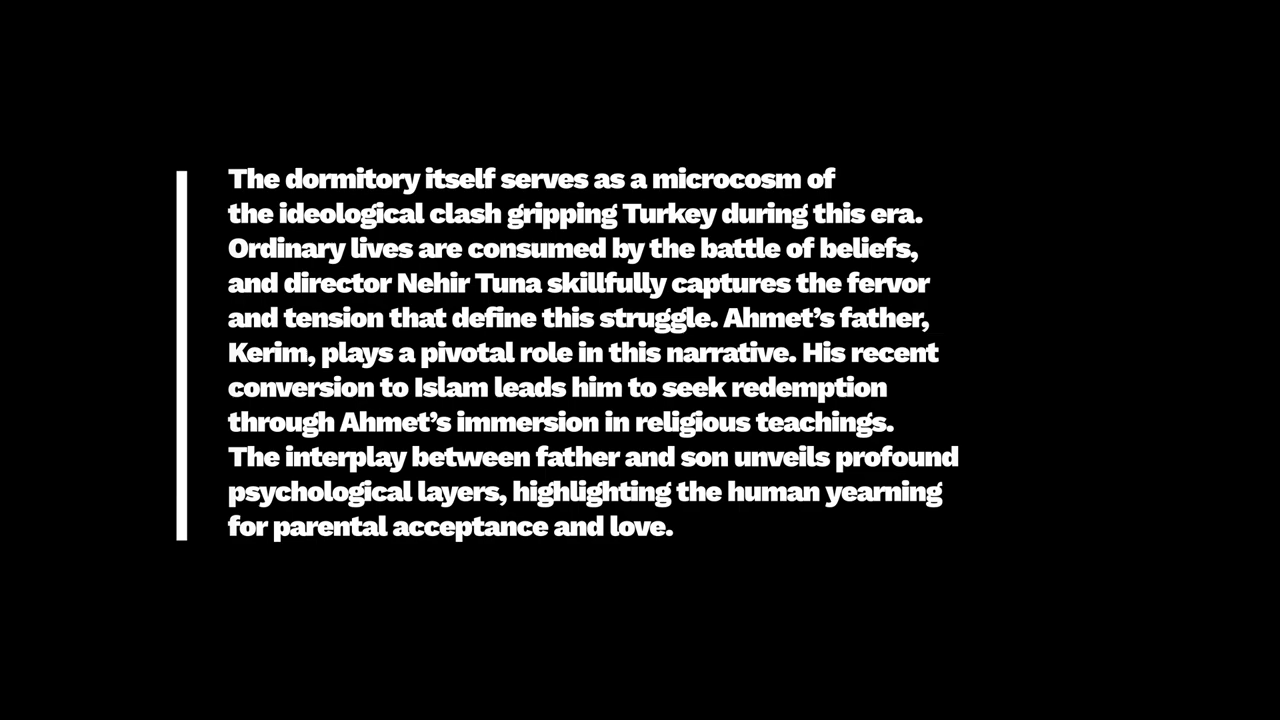 The dormitory itself serves as a microcosm of
the ideological clash gripping Turkey during this era.
Ordinary lives are consumed by the battle of beliefs,
and director Nehir Tuna skillfully captures the fervor
and tension that define this struggle. Ahmet’s father,
Kerim, plays a pivotal role in this narrative. His recent
conversion to Islam leads him to seek redemption
through Ahmet’s immersion in religious teachings.
The interplay between father and son unveils profound
psychological layers, highlighting the human yearning
for parental acceptance and love.